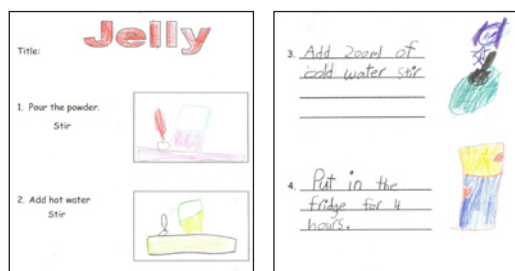 Title: Jelly
1. Pour the powder.
Stir
2. Add hot water
Stir
3. Add 200ml of
cold water stir
4. Put in the
fridge for 4
hours.